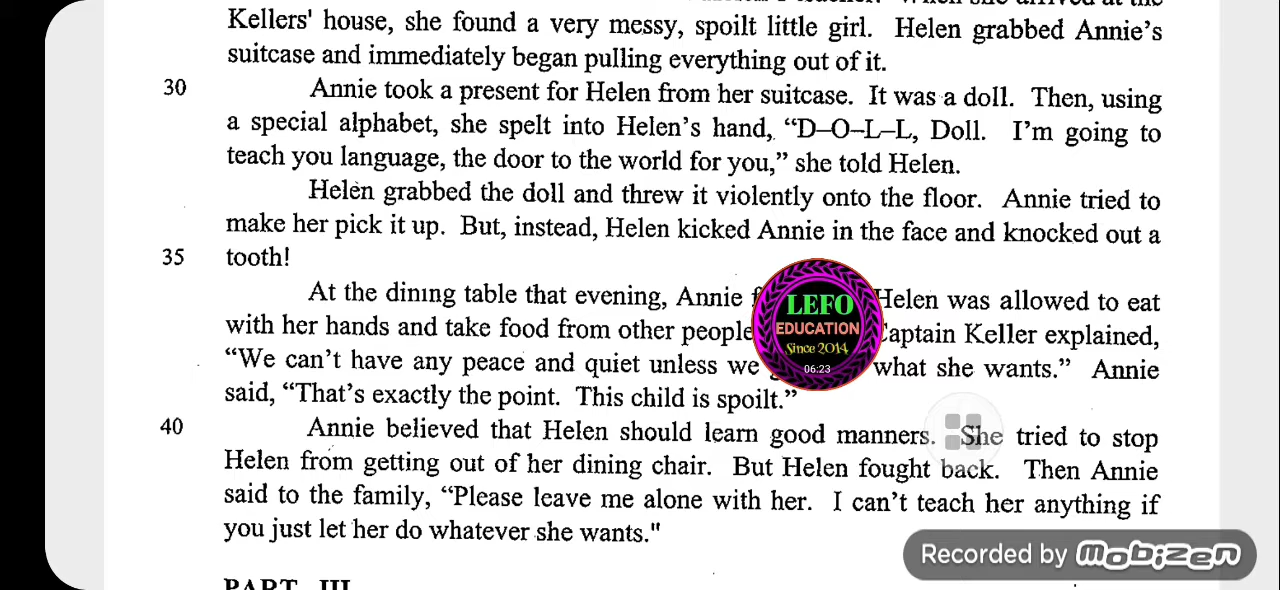 Kellers' house, she found a very messy, spoilt little girl. Helen grabbed Annie's
suitcase and immediately began pulling everything out of it.
30 Annie took a present for Helen from her suitcase. It was a doll. Then, using
a special alphabet, she spelt into Helen's hand, "D–O–L–L, Doll. I'm going to
teach you language, the door to the world for you," she told Helen.
Helen grabbed the doll and threw it violently onto the floor. Annie tried to
make her pick it up. But, instead, Helen kicked Annie in the face and knocked out a
35 tooth!
At the dining table that evening, Annie Helen was allowed to eat
with her hands and take food from other people Captain Keller explained,
"We can't have any peace and quiet unless we what she wants." Annie
said, "That's exactly the point. This child is spoilt."
40 Annie believed that Helen should learn good manners. She tried to stop
Helen from getting out of her dining chair. But Helen fought back. Then Annie
said to the family, "Please leave me alone with her. I can't teach her anything if
you just let her do whatever she wants."
PART III
LEFO
EDUCATION
Since 2014
06:23
Recorded by Mobizen